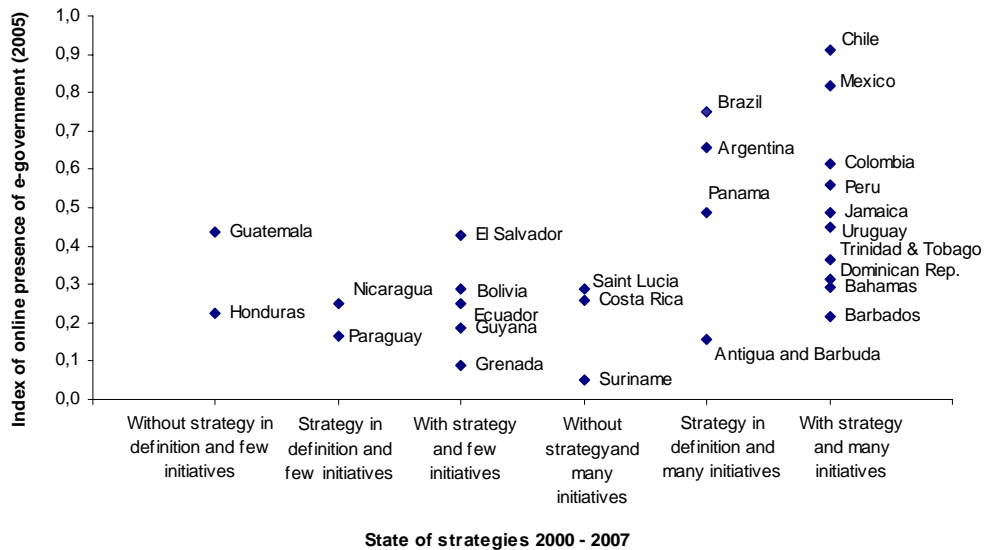 Index of online presence of e-government (2005)
1,0
0,9
0,8
0,7
0,6
0,5
0,4
0,3
0,2
0,1
0,0
Guatemala
Honduras
Nicaragua
Paraguay
El Salvador
Bolivia
Ecuador
Guyana
Grenada
Saint Lucia
Costa Rica
Suriname
Brazil
Argentina
Panama
Antigua and Barbuda
Chile
Mexico
Colombia
Peru
Jamaica
Uruguay
Trinidad & Tobago
Dominican Rep.
Bahamas
Barbados
Without strategy in
definition and few
initiatives
Strategy in
definition and
few initiatives
With strategy
and few
initiatives
Without
strategyand
many
initiatives
Strategy in
definition and
many initiatives
With strategy
and many
initiatives
State of strategies 2000 - 2007